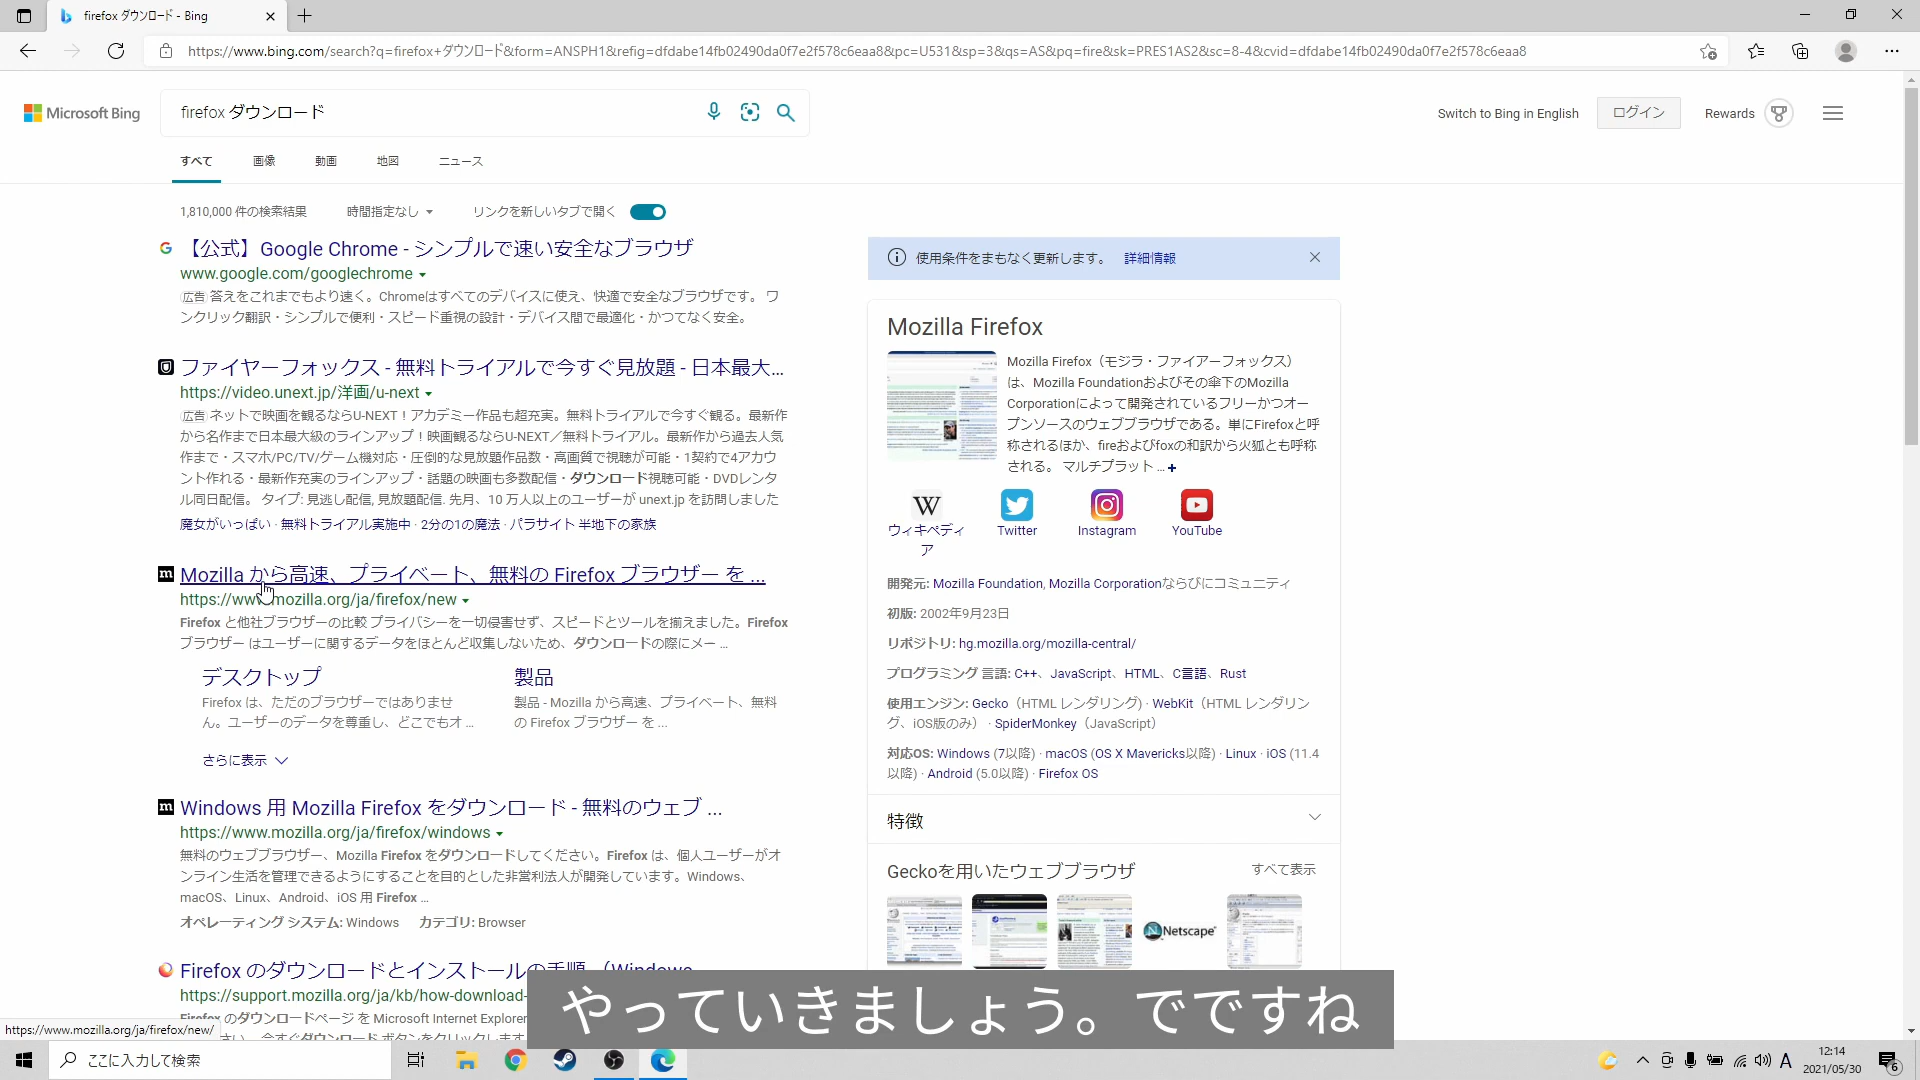 firefox ダウンロード - Bing
https://www.bing.com/search?q=firefox+ダウンロード&form=ANSPH1&refig=dfdabe14fb02490da0f7e2f578c6eaa8&pc=U531&sp=3&qs=AS&pq=fire&sk=PRES1AS2&sc=8-4&cvid=dfdabe14fb02490da0f7e2f578c6eaa8
Microsoft Bing
firefox ダウンロード
Switch to Bing in English
ログイン
Rewards
すべて 画像 動画 地図 ニュース
1,810,000 件の検索結果 時間指定なし リンクを新しいタブで開く
【公式】Google Chrome - シンプルで速い安全なブラウザ
www.google.com/googlechrome
広告 答えをこれまでもより速く。Chromeはすべてのデバイスに使え、快適で安全なブラウザです。 ワ
ンクリック翻訳・シンプルで便利・スピード重視の設計・デバイス間で最適化・かつてなく安全。
ファイヤーフォックス - 無料トライアルで今すぐ見放題 - 日本最大...
https://video.unext.jp/洋画/u-next
広告 ネットで映画を観るならU-NEXT！アカデミー作品も超充実。無料トライアルで今すぐ観る。最新作
から名作まで日本最大級のラインアップ！映画観るならU-NEXT／無料トライアル。最新作から過去人気
作まで・スマホ/PC/TV/ゲーム機対応・圧倒的な見放題作品数・高画質で視聴が可能・1契約で4アカウ
ント作れる・最新作充実のラインアップ・話題の映画も多数配信・ダウンロード視聴可能・DVDレンタ
ル同日配信。 タイプ: 見逃し配信, 見放題配信. 先月、10 万人以上のユーザーが unext.jp を訪問しました
魔女がいっぱい · 無料トライアル実施中 · 2分の1の魔法 · パラサイト 半地下の家族
Mozilla から高速、プライベート、無料の Firefox ブラウザー を ...
https://www.mozilla.org/ja/firefox/new
Firefox と他社ブラウザーの比較 プライバシーを一切侵害せず、スピードとツールを揃えました。Firefox
ブラウザー はユーザーに関するデータをほとんど収集しないため、ダウンロードの際にメー ...
デスクトップ
Firefox は、ただのブラウザーではありませ
ん。ユーザーのデータを尊重し、どこでもオ ...
製品
製品 - Mozilla から高速、プライベート、無料
の Firefox ブラウザー を ...
さらに表示
Windows 用 Mozilla Firefox をダウンロード - 無料のウェブ ...
https://www.mozilla.org/ja/firefox/windows
無料のウェブブラウザー、Mozilla Firefox をダウンロードしてください。Firefox は、個人ユーザーがオ
ンライン生活を管理できるようにすることを目的とした非営利法人が開発しています。Windows、
macOS、Linux、Android、iOS 用 Firefox ...
オペレーティング システム: Windows カテゴリ: Browser
Firefox のダウンロードとインストールの手順 （Windows
https://support.mozilla.org/ja/kb/how-download-
Firefox のダウンロードページ を Microsoft Internet Explorer
さい。 今すぐダウンロード ボタンをクリックします
使用条件をまもなく更新します。 詳細情報
Mozilla Firefox
Mozilla Firefox（モジラ・ファイアーフォックス）
は、Mozilla Foundationおよびその傘下のMozilla
Corporationによって開発されているフリーかつオー
プンソースのウェブブラウザである。単にFirefoxと呼
称されるほか、fireおよびfoxの和訳から火狐とも呼称
される。 マルチプラット ... +
W
ウィキペディ
ア
Twitter
Instagram
YouTube
開発元: Mozilla Foundation, Mozilla Corporationならびにコミュニティ
初版: 2002年9月23日
リポジトリ: hg.mozilla.org/mozilla-central/
プログラミング 言語: C++、JavaScript、HTML、C言語、Rust
使用エンジン: Gecko（HTML レンダリング) · WebKit（HTML レンダリン
グ、iOS版のみ） · SpiderMonkey（JavaScript）
対応OS: Windows (7以降) · macOS (OS X Mavericks以降) · Linux · iOS (11.4
以降) · Android (5.0以降) · Firefox OS
特徴
Geckoを用いたウェブブラウザ
すべて表示
Netscape
やっていきましょう。 でですね
https://www.mozilla.org/ja/firefox/new/
ここに入力して検索
A
12:14
2021/05/30
6